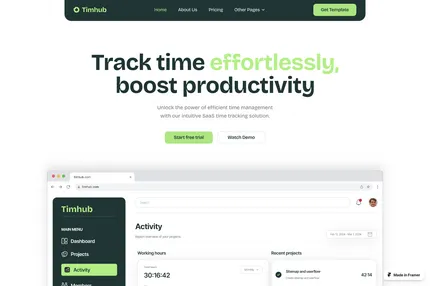 Timhub
Home
About Us
Pricing
Other Pages
Get Template
Track time effortlessly,
boost productivity
Unlock the power of efficient time management
with our intuitive SaaS time tracking solution.
Start free trial
Watch Demo
timhub.com
timhub.com
Timhub
MAIN MENU
Dashboard
Projects
Activity
Members
Activity
Working hours
30:16:42
Recent projects
Sitemap and userflow
42:14
Made in Framer